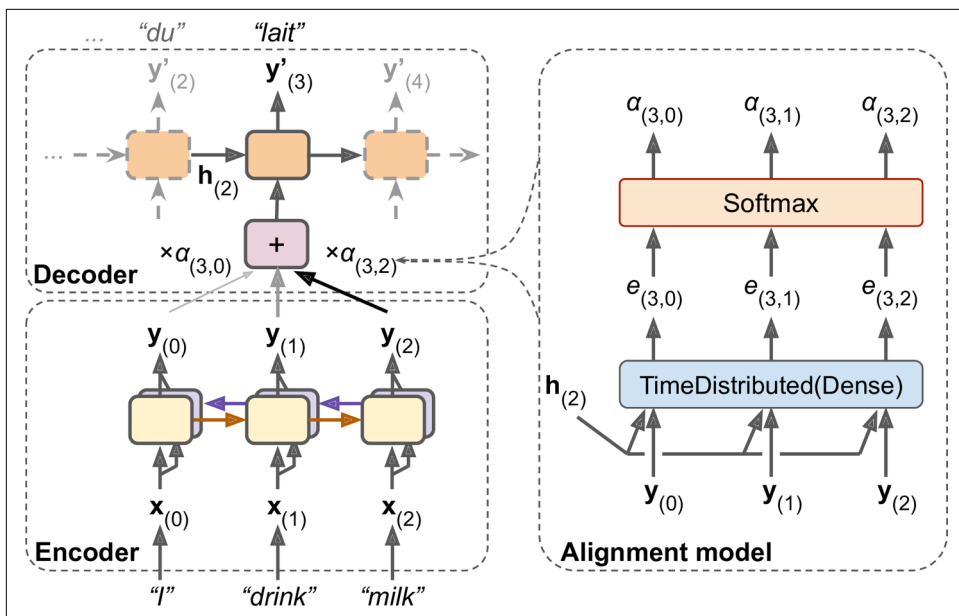 ... “du” “lait”
y’(2) y’(3) y’(4)
...
h(2)
+
×α(3,0) ×α(3,2)
Decoder
y(0) y(1) y(2)
x(0) x(1) x(2)
Encoder
“I” “drink” “milk”
α(3,0) α(3,1) α(3,2)
Softmax
e(3,0) e(3,1) e(3,2)
TimeDistributed(Dense)
h(2)
y(0) y(1) y(2)
Alignment model